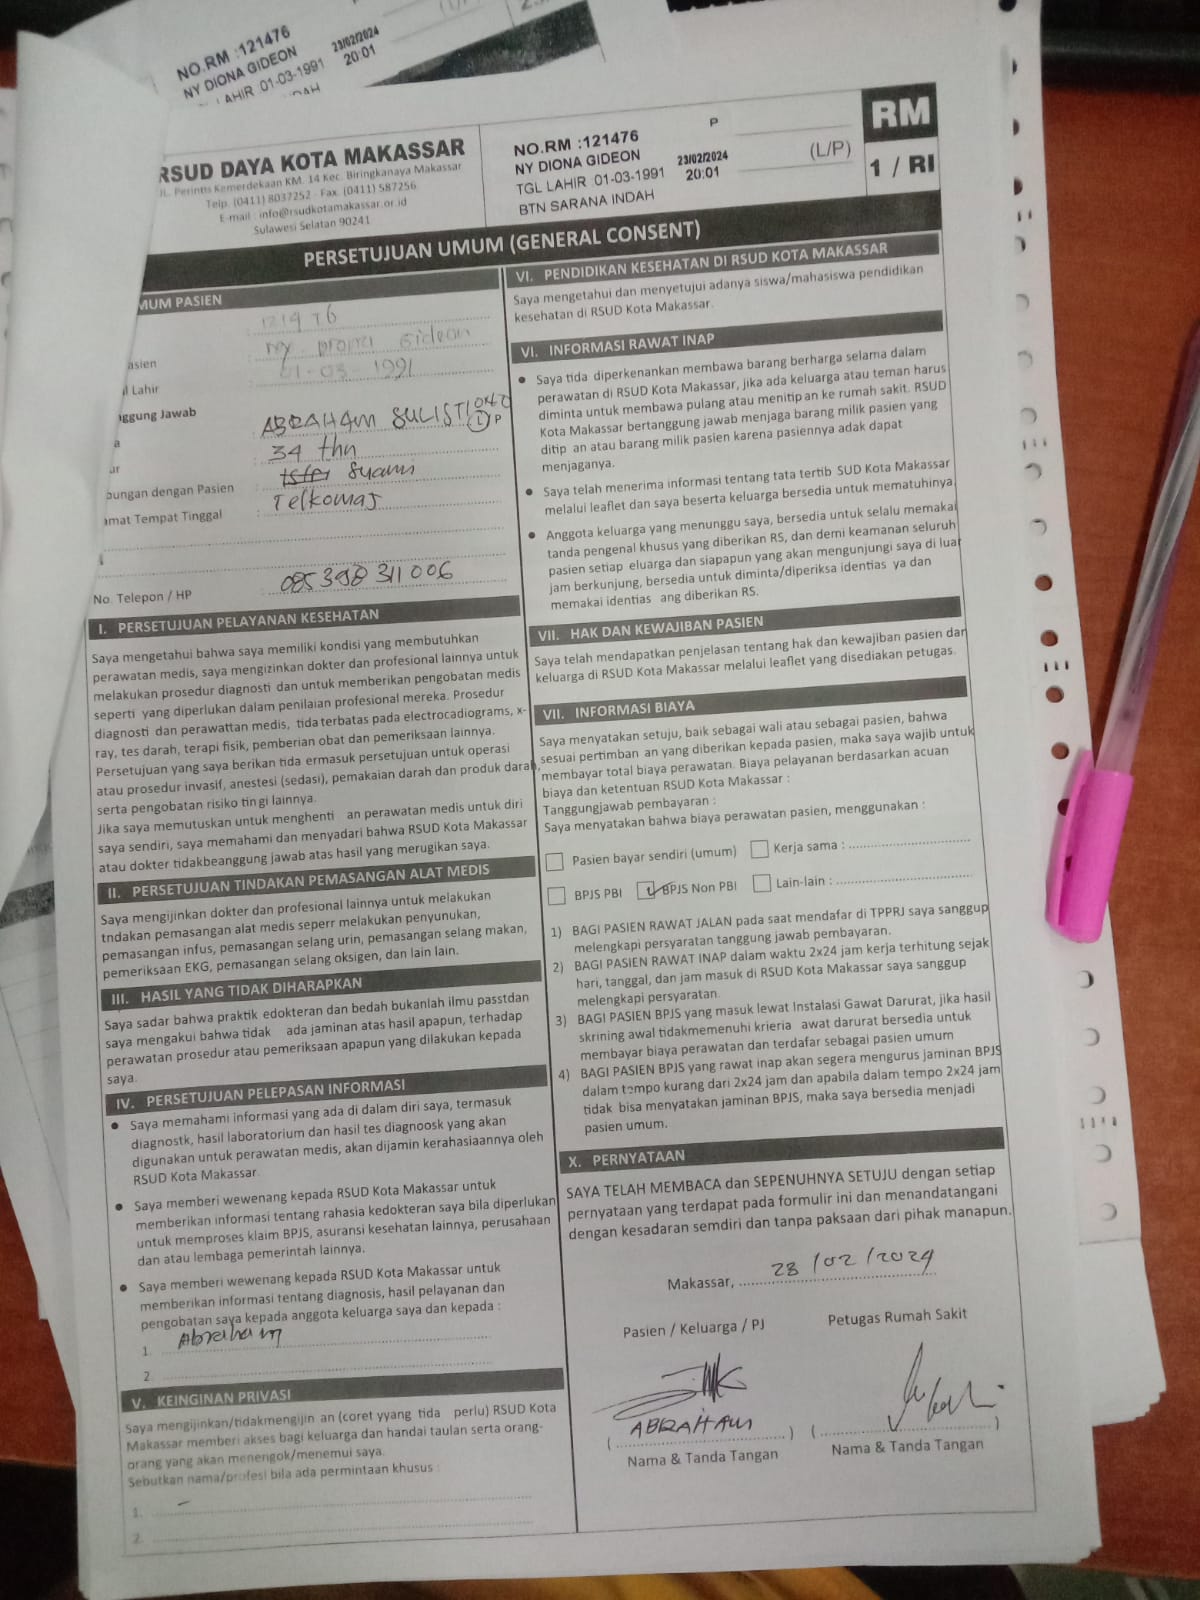 NO.RM :121476
NY DIONA GIDEON
LAHIR 01-03-1991
23/02/2024
20:01
RSUD DAYA KOTA MAKASSAR
JL. Perintis Kemerdekaan KM. 14 Kec. Biringkanaya Makassar
Telp. (0411) 8037252 - Fax. (0411) 587256
E-mail : info@rsudkotamakassar.or.id
Sulawesi Selatan 90241
NO.RM :121476
NY DIONA GIDEON
TGL LAHIR 01-03-1991
BTN SARANA INDAH
P
23/02/2024
20:01
(L/P)
RM
1 / RI
PERSETUJUAN UMUM (GENERAL CONSENT)
MUM PASIEN
121476
asien : Ny. Diona Gideon
l Lahir : 01-03-1991
nggung Jawab
a : ABRAHAM SULISTIONO L P
ur : 34 thn
bungan dengan Pasien : Istri Suami
amat Tempat Tinggal : Telkomas
No. Telepon / HP : 085398311006
I. PERSETUJUAN PELAYANAN KESEHATAN
Saya mengetahui bahwa saya memiliki kondisi yang membutuhkan
perawatan medis, saya mengizinkan dokter dan profesional lainnya untuk
melakukan prosedur diagnosti dan untuk memberikan pengobatan medis
seperti yang diperlukan dalam penilaian profesional mereka. Prosedur
diagnosti dan perawattan medis, tida terbatas pada electrocadiograms, x-
ray, tes darah, terapi fisik, pemberian obat dan pemeriksaan lainnya.
Persetujuan yang saya berikan tida ermasuk persetujuan untuk operasi
atau prosedur invasif, anestesi (sedasi), pemakaian darah dan produk darah,
serta pengobatan risiko tin gi lainnya.
Jika saya memutuskan untuk menghenti an perawatan medis untuk diri
saya sendiri, saya memahami dan menyadari bahwa RSUD Kota Makassar
atau dokter tidakbeanggung jawab atas hasil yang merugikan saya.
II. PERSETUJUAN TINDAKAN PEMASANGAN ALAT MEDIS
Saya mengijinkan dokter dan profesional lainnya untuk melakukan
tndakan pemasangan alat medis seperr melakukan penyunukan,
pemasangan infus, pemasangan selang urin, pemasangan selang makan,
pemeriksaan EKG, pemasangan selang oksigen, dan lain lain.
III. HASIL YANG TIDAK DIHARAPKAN
Saya sadar bahwa praktik edokteran dan bedah bukanlah ilmu passtdan
saya mengakui bahwa tidak ada jaminan atas hasil apapun, terhadap
perawatan prosedur atau pemeriksaan apapun yang dilakukan kepada
saya.
IV. PERSETUJUAN PELEPASAN INFORMASI
• Saya memahami informasi yang ada di dalam diri saya, termasuk
diagnostk, hasil laboratorium dan hasil tes diagnoosk yang akan
digunakan untuk perawatan medis, akan dijamin kerahasiaannya oleh
RSUD Kota Makassar.
• Saya memberi wewenang kepada RSUD Kota Makassar untuk
memberikan informasi tentang rahasia kedokteran saya bila diperlukan
untuk memproses klaim BPJS, asuransi kesehatan lainnya, perusahaan
dan atau lembaga pemerintah lainnya.
• Saya memberi wewenang kepada RSUD Kota Makassar untuk
memberikan informasi tentang diagnosis, hasil pelayanan dan
pengobatan saya kepada anggota keluarga saya dan kepada :
1. Abraham
2.
V. KEINGINAN PRIVASI
Saya mengijinkan/tidakmengijin an (coret yyang tida perlu) RSUD Kota
Makassar memberi akses bagi keluarga dan handai taulan serta orang-
orang yang akan menengok/menemui saya.
Sebutkan nama/profesi bila ada permintaan khusus :
1. -
2.
VI. PENDIDIKAN KESEHATAN DI RSUD KOTA MAKASSAR
Saya mengetahui dan menyetujui adanya siswa/mahasiswa pendidikan
kesehatan di RSUD Kota Makassar.
VI. INFORMASI RAWAT INAP
• Saya tida diperkenankan membawa barang berharga selama dalam
perawatan di RSUD Kota Makassar, jika ada keluarga atau teman harus
diminta untuk membawa pulang atau menitip an ke rumah sakit. RSUD
Kota Makassar bertanggung jawab menjaga barang milik pasien yang
ditip an atau barang milik pasien karena pasiennya adak dapat
menjaganya.
• Saya telah menerima informasi tentang tata tertib SUD Kota Makassar
melalui leaflet dan saya beserta keluarga bersedia untuk mematuhinya
• Anggota keluarga yang menunggu saya, bersedia untuk selalu memakai
tanda pengenal khusus yang diberikan RS, dan demi keamanan seluruh
pasien setiap eluarga dan siapapun yang akan mengunjungi saya di luar
jam berkunjung, bersedia untuk diminta/diperiksa identias ya dan
memakai identias ang diberikan RS.
VII. HAK DAN KEWAJIBAN PASIEN
Saya telah mendapatkan penjelasan tentang hak dan kewajiban pasien dan
keluarga di RSUD Kota Makassar melalui leaflet yang disediakan petugas.
VII. INFORMASI BIAYA
Saya menyatakan setuju, baik sebagai wali atau sebagai pasien, bahwa
sesuai pertimban an yang diberikan kepada pasien, maka saya wajib untuk
membayar total biaya perawatan. Biaya pelayanan berdasarkan acuan
biaya dan ketentuan RSUD Kota Makassar :
Tanggungjawab pembayaran :
Saya menyatakan bahwa biaya perawatan pasien, menggunakan :
Pasien bayar sendiri (umum) Kerja sama :
BPJS PBI BPJS Non PBI Lain-lain :
1) BAGI PASIEN RAWAT JALAN pada saat mendafar di TPPRJ saya sanggup
melengkapi persyaratan tanggung jawab pembayaran.
2) BAGI PASIEN RAWAT INAP dalam waktu 2x24 jam kerja terhitung sejak
hari, tanggal, dan jam masuk di RSUD Kota Makassar saya sanggup
melengkapi persyaratan.
3) BAGI PASIEN BPJS yang masuk lewat Instalasi Gawat Darurat, jika hasil
skrining awal tidakmemenuhi krieria awat darurat bersedia untuk
membayar biaya perawatan dan terdafar sebagai pasien umum
4) BAGI PASIEN BPJS yang rawat inap akan segera mengurus jaminan BPJS
dalam tempo kurang dari 2x24 jam dan apabila dalam tempo 2x24 jam
tidak bisa menyatakan jaminan BPJS, maka saya bersedia menjadi
pasien umum.
X. PERNYATAAN
SAYA TELAH MEMBACA dan SEPENUHNYA SETUJU dengan setiap
pernyataan yang terdapat pada formulir ini dan menandatangani
dengan kesadaran semdiri dan tanpa paksaan dari pihak manapun.
Makassar, 23/02/2024
Pasien / Keluarga / PJ Petugas Rumah Sakit
( ABRAHAM ) ( )
Nama & Tanda Tangan Nama & Tanda Tangan